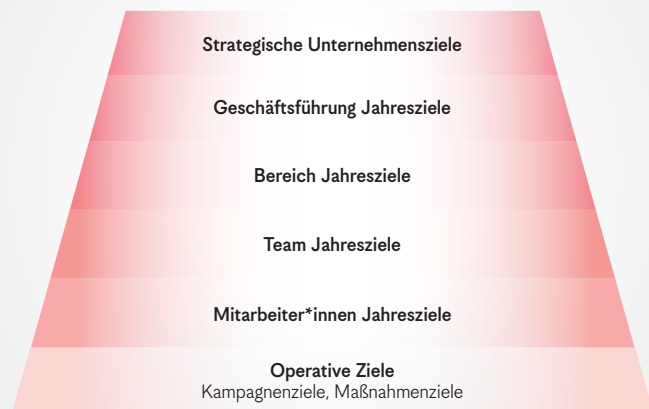 Strategische Unternehmensziele
Geschäftsführung Jahresziele
Bereich Jahresziele
Team Jahresziele
Mitarbeiter*innen Jahresziele
Operative Ziele
Kampagnenziele, Maßnahmenziele